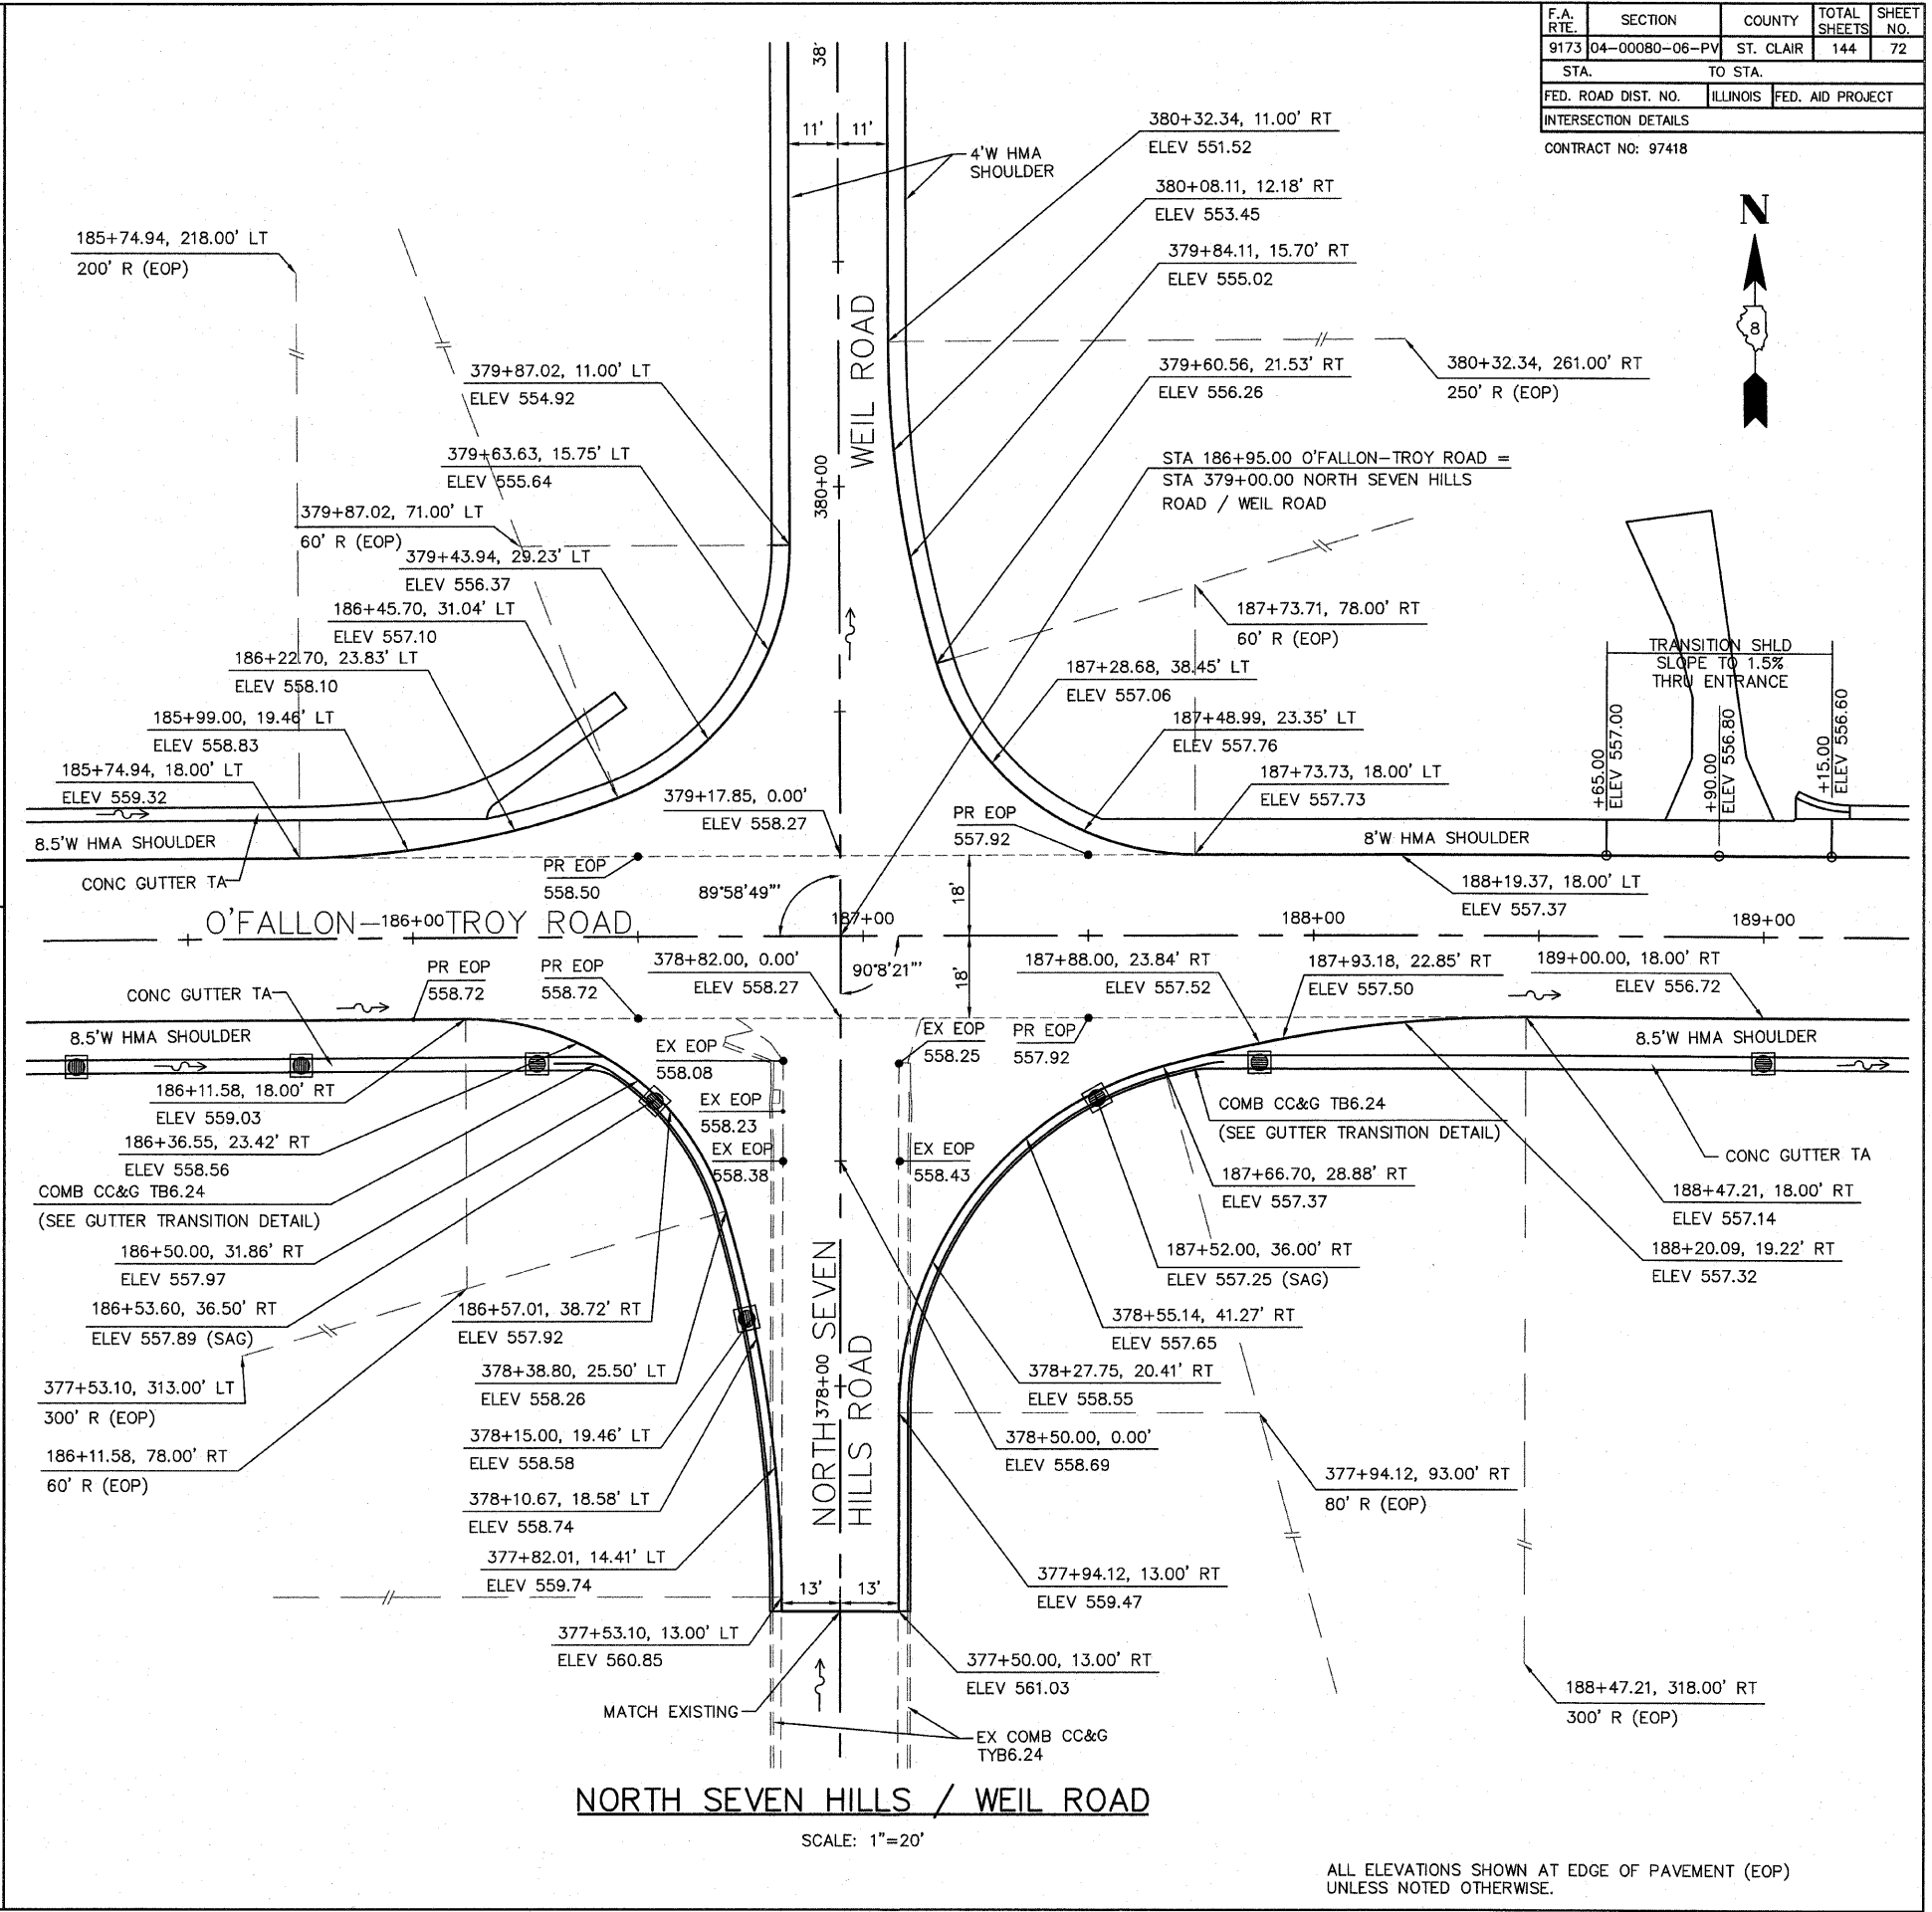 F.A. RTE. SECTION COUNTY TOTAL SHEETS SHEET NO.
9173 04-00080-06-PV ST. CLAIR 144 72
STA. TO STA.
FED. ROAD DIST. NO. ILLINOIS FED. AID PROJECT
INTERSECTION DETAILS
CONTRACT NO: 97418
N
8
38'
11' 11'
4'W HMA
SHOULDER
380+32.34, 11.00' RT
ELEV 551.52
380+08.11, 12.18' RT
ELEV 553.45
379+84.11, 15.70' RT
ELEV 555.02
379+60.56, 21.53' RT
ELEV 556.26
380+32.34, 261.00' RT
250' R (EOP)
STA 186+95.00 O'FALLON-TROY ROAD =
STA 379+00.00 NORTH SEVEN HILLS
ROAD / WEIL ROAD
187+73.71, 78.00' RT
60' R (EOP)
187+28.68, 38.45' LT
ELEV 557.06
187+48.99, 23.35' LT
ELEV 557.76
187+73.73, 18.00' LT
ELEV 557.73
TRANSITION SHLD
SLOPE TO 1.5%
THRU ENTRANCE
+65.00
ELEV 557.00
+90.00
ELEV 556.80
+15.00
ELEV 556.60
185+74.94, 218.00' LT
200' R (EOP)
379+87.02, 11.00' LT
ELEV 554.92
379+63.63, 15.75' LT
ELEV 555.64
379+87.02, 71.00' LT
60' R (EOP)
379+43.94, 29.23' LT
ELEV 556.37
186+45.70, 31.04' LT
ELEV 557.10
186+22.70, 23.83' LT
ELEV 558.10
185+99.00, 19.46' LT
ELEV 558.83
185+74.94, 18.00' LT
ELEV 559.32
WEIL ROAD
380+00
379+17.85, 0.00'
ELEV 558.27
PR EOP
557.92
8.5'W HMA SHOULDER
8'W HMA SHOULDER
CONC GUTTER TA
PR EOP
558.50
89°58'49"'
18'
188+19.37, 18.00' LT
ELEV 557.37
O'FALLON-TROY ROAD
186+00
187+00
188+00
189+00
PR EOP
558.72
PR EOP
558.72
378+82.00, 0.00'
ELEV 558.27
90°8'21"'
18'
187+88.00, 23.84' RT
ELEV 557.52
187+93.18, 22.85' RT
ELEV 557.50
189+00.00, 18.00' RT
ELEV 556.72
CONC GUTTER TA
8.5'W HMA SHOULDER
EX EOP
558.08
EX EOP
558.25
PR EOP
557.92
8.5'W HMA SHOULDER
186+11.58, 18.00' RT
ELEV 559.03
EX EOP
558.23
186+36.55, 23.42' RT
ELEV 558.56
EX EOP
558.38
EX EOP
558.43
COMB CC&G TB6.24
(SEE GUTTER TRANSITION DETAIL)
COMB CC&G TB6.24
(SEE GUTTER TRANSITION DETAIL)
CONC GUTTER TA
187+66.70, 28.88' RT
ELEV 557.37
188+47.21, 18.00' RT
ELEV 557.14
186+50.00, 31.86' RT
ELEV 557.97
187+52.00, 36.00' RT
ELEV 557.25 (SAG)
188+20.09, 19.22' RT
ELEV 557.32
186+53.60, 36.50' RT
ELEV 557.89 (SAG)
186+57.01, 38.72' RT
ELEV 557.92
378+55.14, 41.27' RT
ELEV 557.65
377+53.10, 313.00' LT
300' R (EOP)
378+38.80, 25.50' LT
ELEV 558.26
378+27.75, 20.41' RT
ELEV 558.55
186+11.58, 78.00' RT
60' R (EOP)
378+15.00, 19.46' LT
ELEV 558.58
378+50.00, 0.00'
ELEV 558.69
377+94.12, 93.00' RT
80' R (EOP)
378+10.67, 18.58' LT
ELEV 558.74
NORTH SEVEN
HILLS ROAD
378+00
377+82.01, 14.41' LT
ELEV 559.74
377+94.12, 13.00' RT
ELEV 559.47
13' 13'
377+53.10, 13.00' LT
ELEV 560.85
377+50.00, 13.00' RT
ELEV 561.03
188+47.21, 318.00' RT
300' R (EOP)
MATCH EXISTING
EX COMB CC&G
TYB6.24
NORTH SEVEN HILLS / WEIL ROAD
SCALE: 1"=20'
ALL ELEVATIONS SHOWN AT EDGE OF PAVEMENT (EOP)
UNLESS NOTED OTHERWISE.